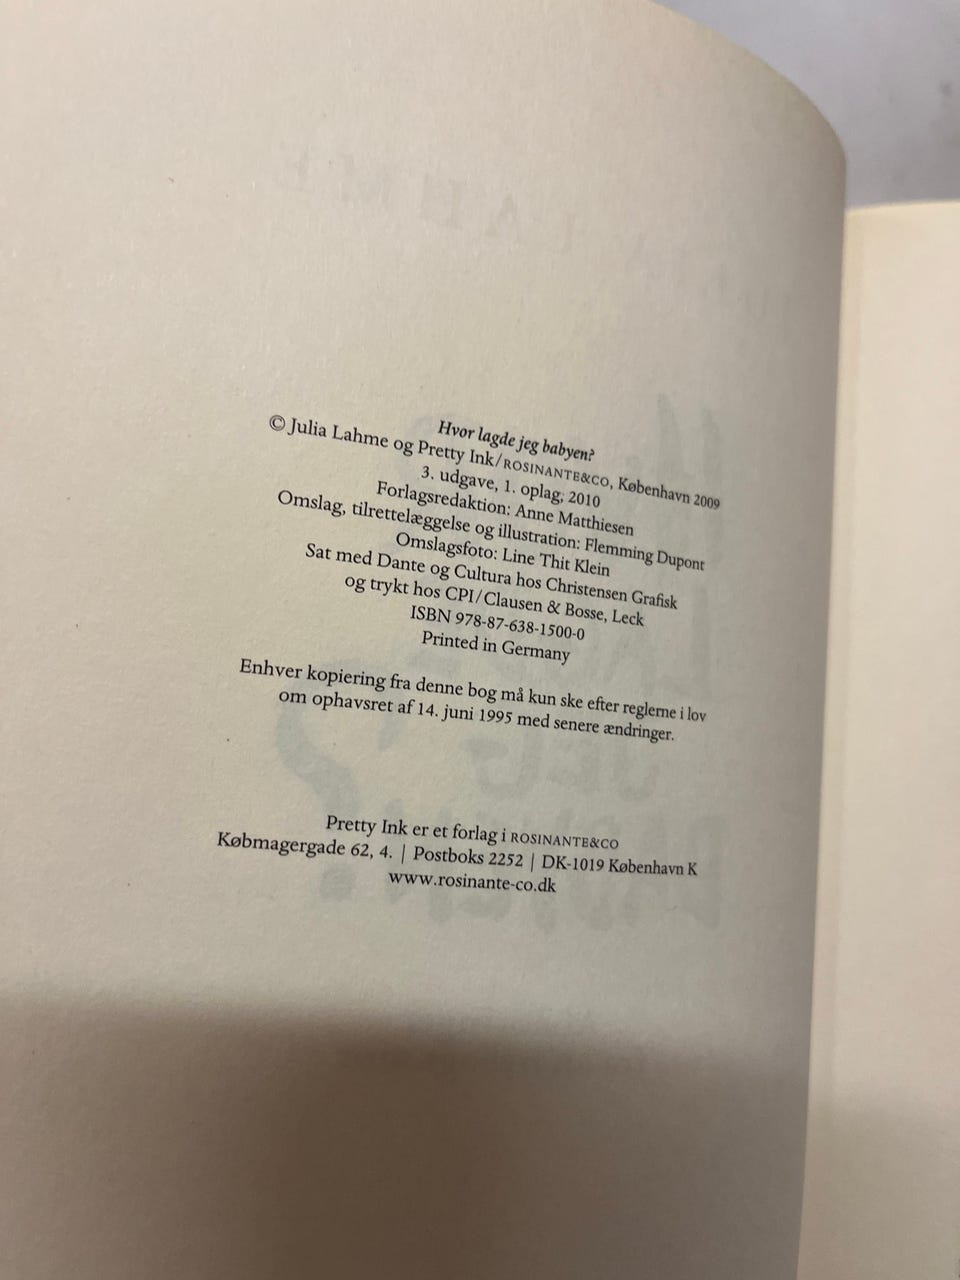 Hvor lagde jeg babyen?
© Julia Lahme og Pretty Ink/ROSINANTE&CO, København 2009
3. udgave, 1. oplag, 2010
Forlagsredaktion: Anne Matthiesen
Omslag, tilrettelæggelse og illustration: Flemming Dupont
Omslagsfoto: Line Thit Klein
Sat med Dante og Cultura hos Christensen Grafisk
og trykt hos CPI/Clausen & Bosse, Leck
ISBN 978-87-638-1500-0
Printed in Germany
Enhver kopiering fra denne bog må kun ske efter reglerne i lov
om ophavsret af 14. juni 1995 med senere ændringer.
Pretty Ink er et forlag i ROSINANTE&CO
Købmagergade 62, 4. | Postboks 2252 | DK-1019 København K
www.rosinante-co.dk